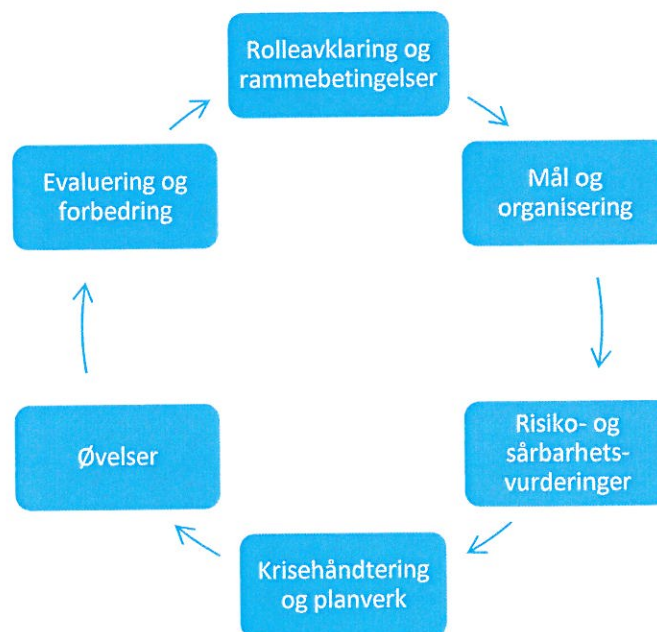 Rolleavklaring og
rammebetingelser
Mål og
organisering
Risiko- og
sårbarhets-
vurderinger
Krisehåndtering
og planverk
Øvelser
Evaluering og
forbedring